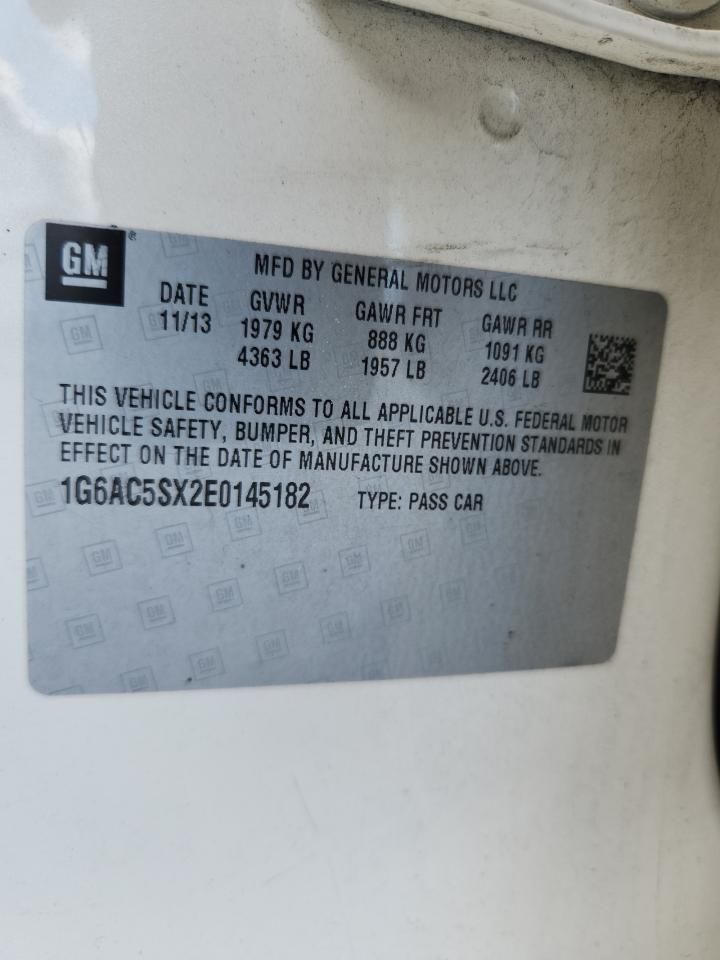 GM ®
MFD BY GENERAL MOTORS LLC
DATE GVWR GAWR FRT GAWR RR
11/13 1979 KG 888 KG 1091 KG
4363 LB 1957 LB 2406 LB
THIS VEHICLE CONFORMS TO ALL APPLICABLE U.S. FEDERAL MOTOR
VEHICLE SAFETY, BUMPER, AND THEFT PREVENTION STANDARDS IN
EFFECT ON THE DATE OF MANUFACTURE SHOWN ABOVE.
1G6AC5SX2E0145182 TYPE: PASS CAR